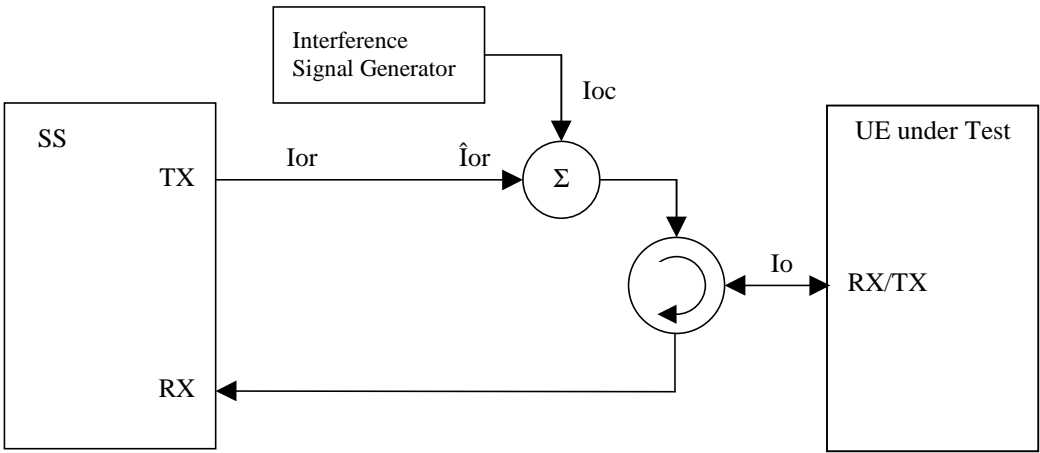 Interference
Signal Generator
Ioc
SS
UE under Test
TX
Ior
Îor
Σ
Io
RX/TX
RX